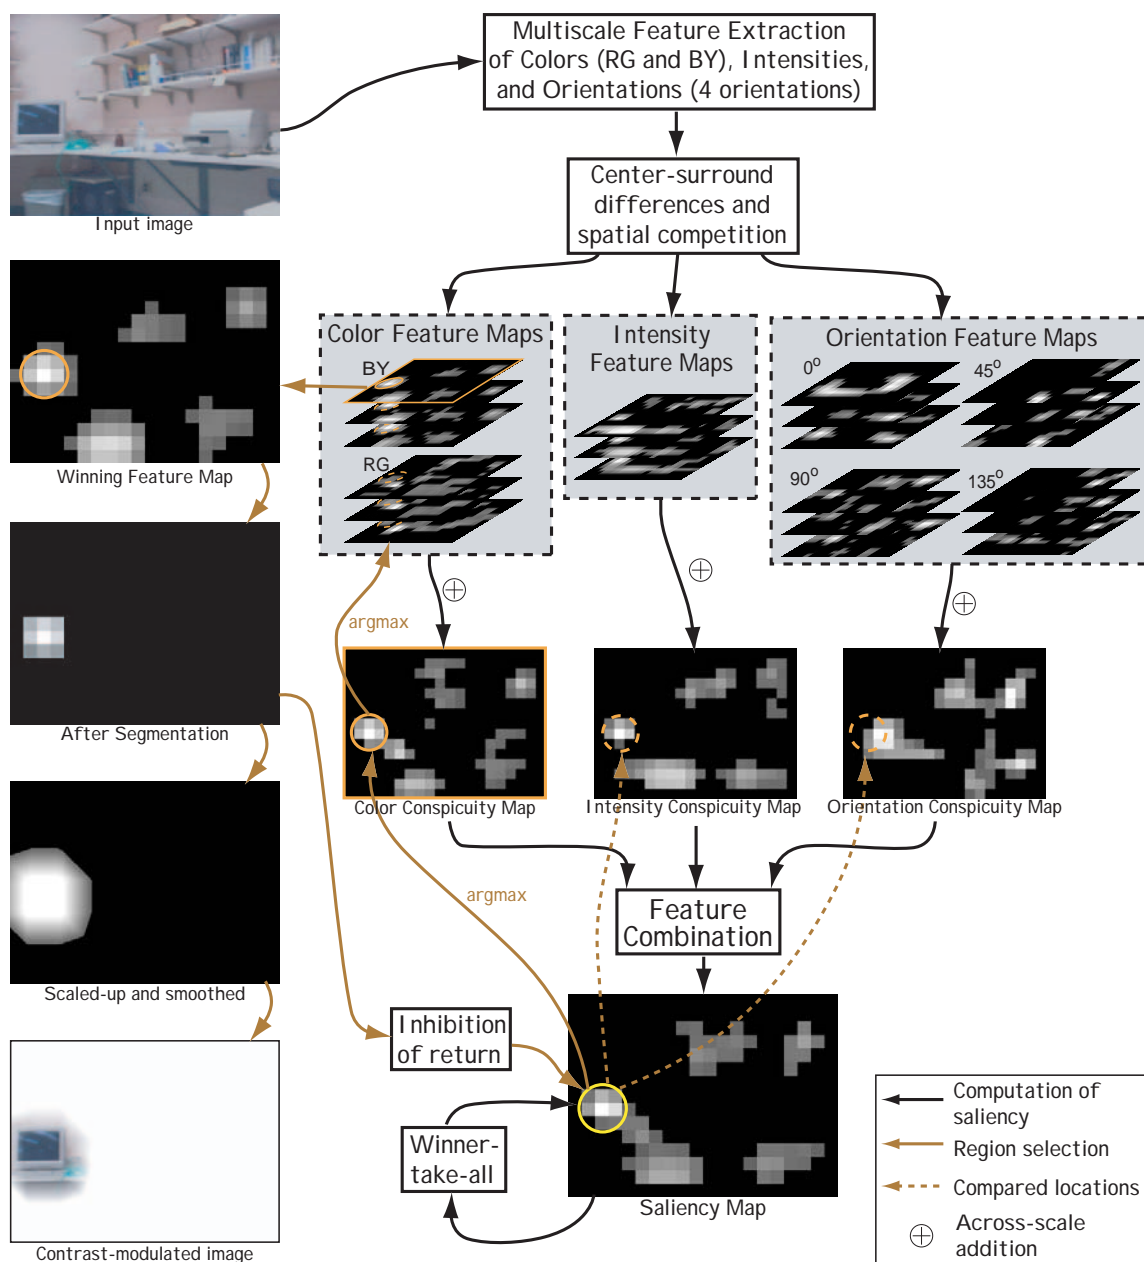 Multiscale Feature Extraction
of Colors (RG and BY), Intensities,
and Orientations (4 orientations)
Input image
Center-surround
differences and
spatial competition
Color Feature Maps
BY
RG
Intensity
Feature Maps
Orientation Feature Maps
0°
45°
90°
135°
Winning Feature Map
argmax
After Segmentation
Color Conspicuity Map
Intensity Conspicuity Map
Orientation Conspicuity Map
argmax
Feature
Combination
Scaled-up and smoothed
Inhibition
of return
Winner-
take-all
Saliency Map
Contrast-modulated image
Computation of
saliency
Region selection
Compared locations
Across-scale
addition